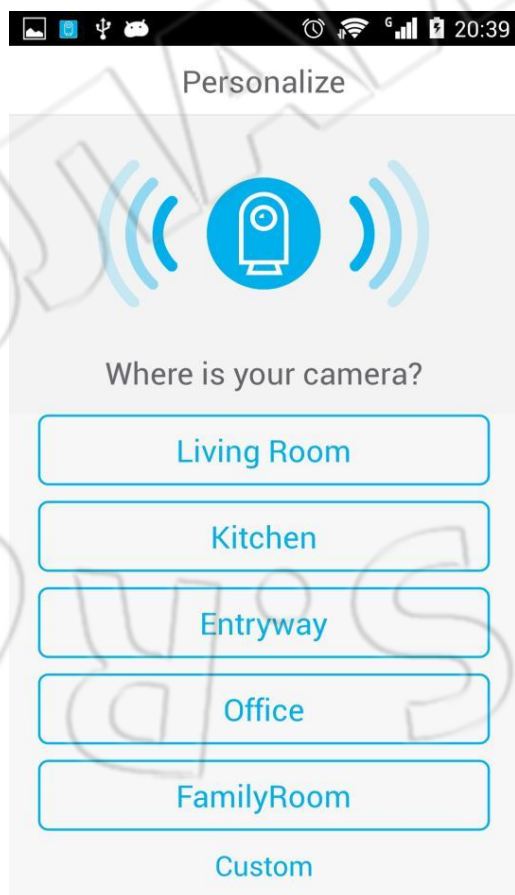 G 20:39
Personalize
Where is your camera?
Living Room
Kitchen
Entryway
Office
FamilyRoom
Custom